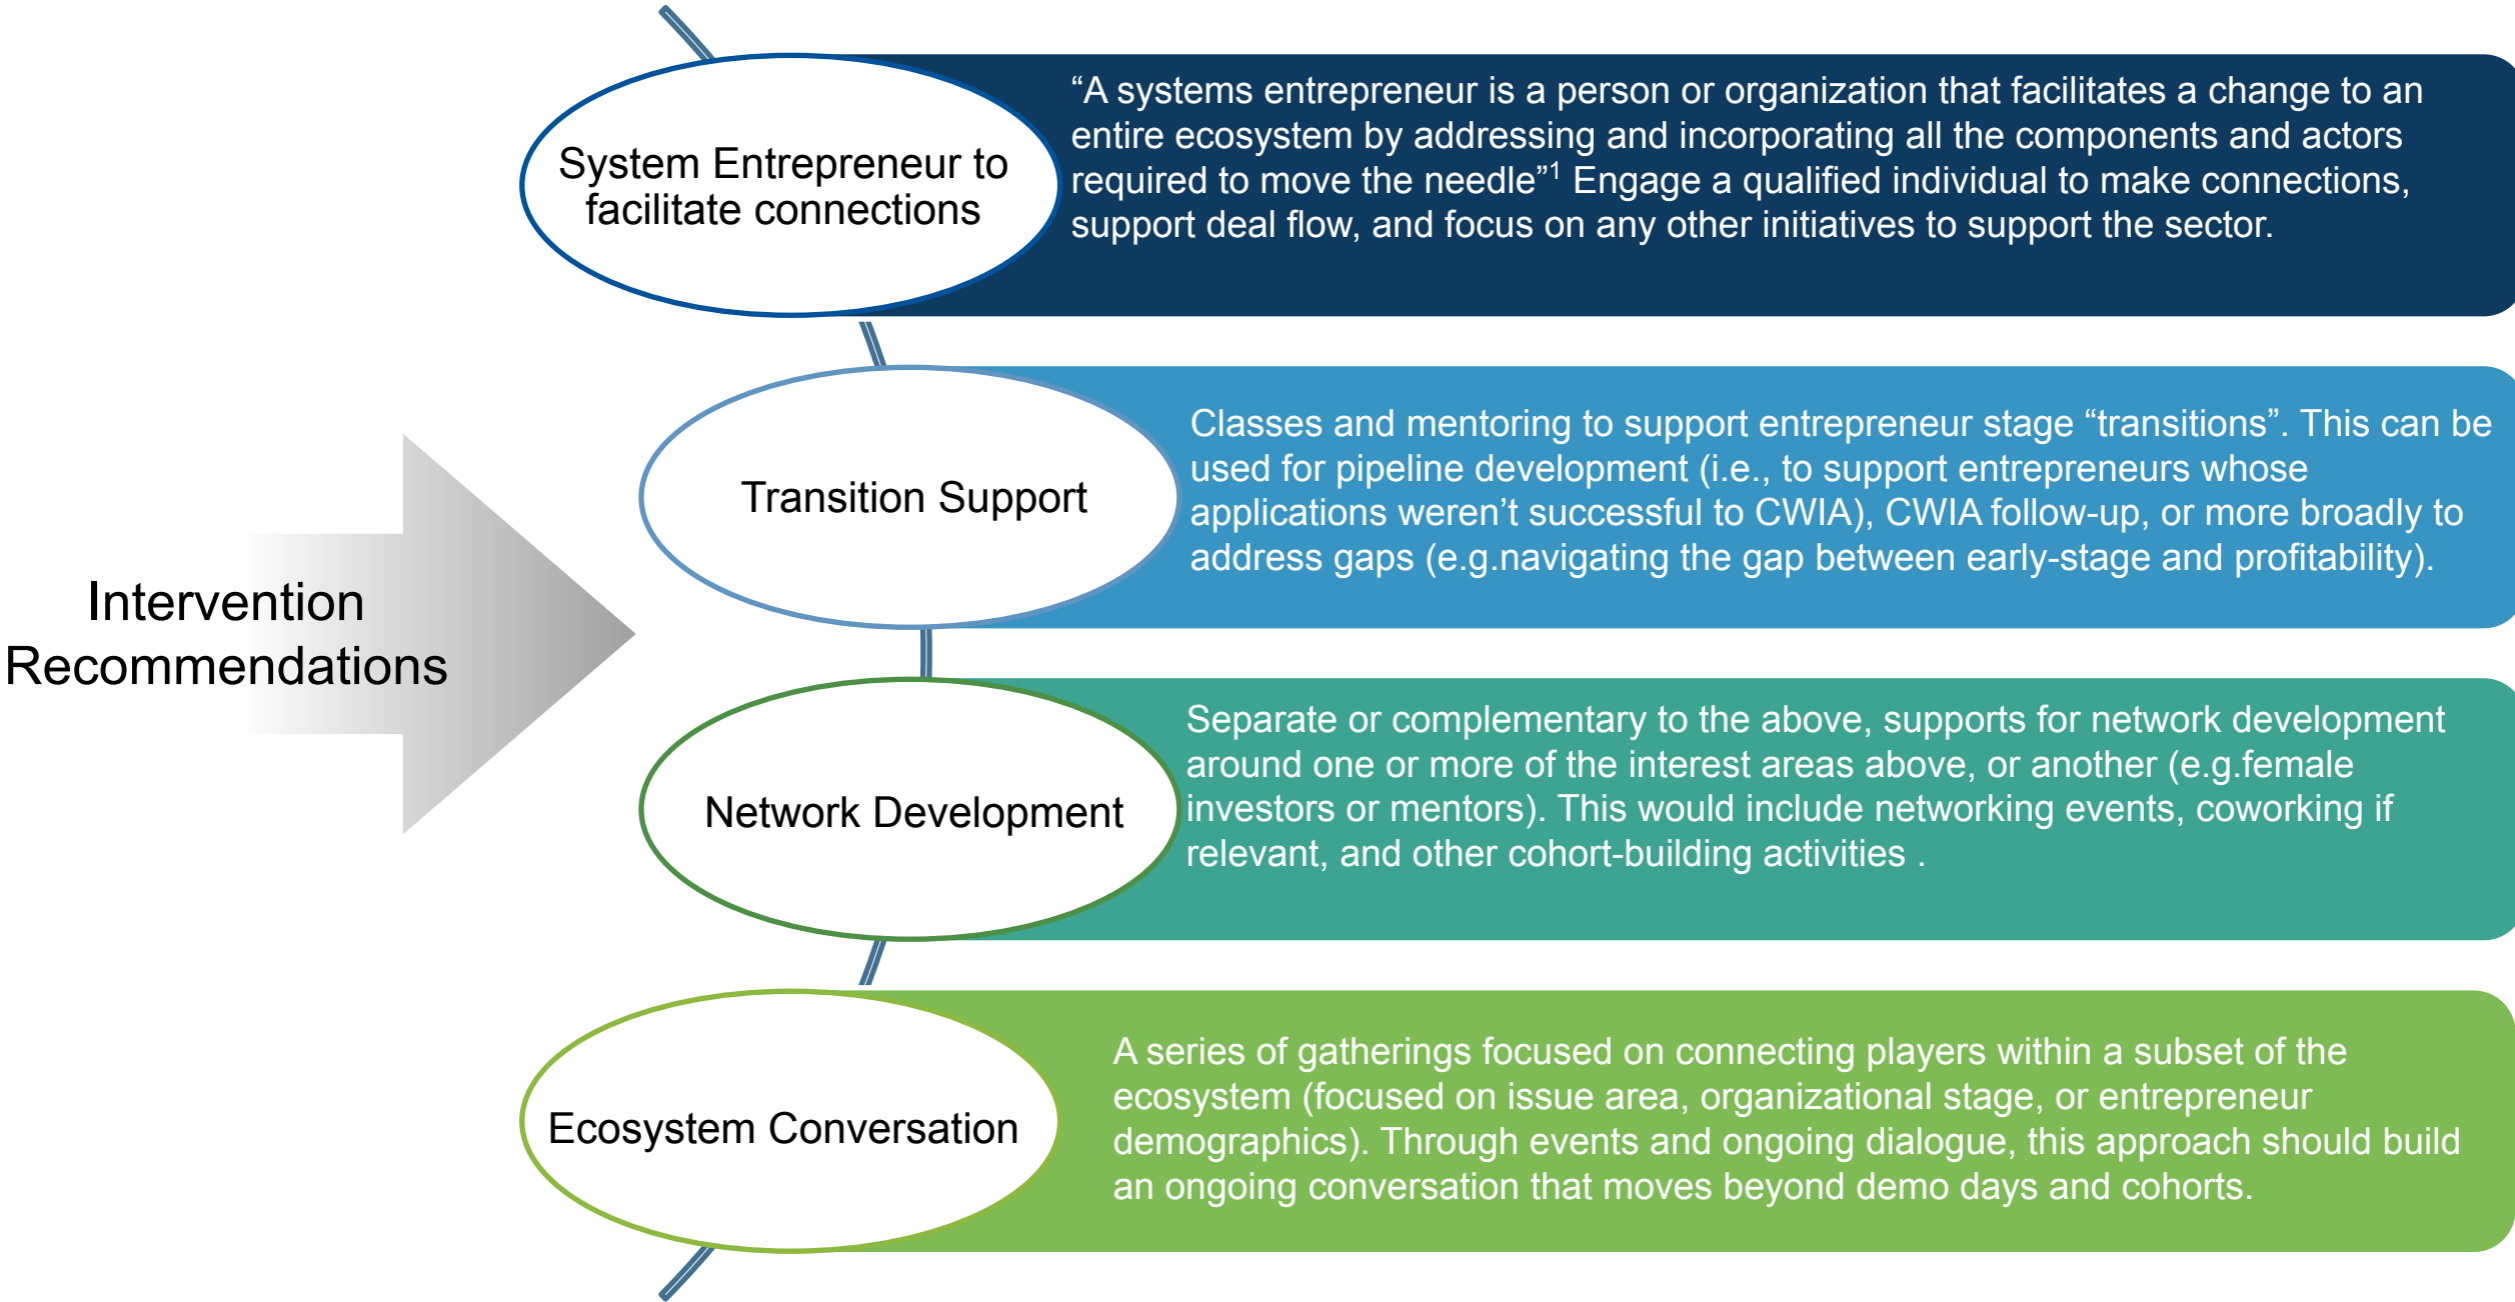 System Entrepreneur to
facilitate connections
“A systems entrepreneur is a person or organization that facilitates a change to an
entire ecosystem by addressing and incorporating all the components and actors
required to move the needle”1 Engage a qualified individual to make connections,
support deal flow, and focus on any other initiatives to support the sector.
Intervention
Recommendations
Transition Support
Classes and mentoring to support entrepreneur stage “transitions”. This can be
used for pipeline development (i.e., to support entrepreneurs whose
applications weren’t successful to CWIA), CWIA follow-up, or more broadly to
address gaps (e.g.navigating the gap between early-stage and profitability).
Network Development
Separate or complementary to the above, supports for network development
around one or more of the interest areas above, or another (e.g.female
investors or mentors). This would include networking events, coworking if
relevant, and other cohort-building activities .
Ecosystem Conversation
A series of gatherings focused on connecting players within a subset of the
ecosystem (focused on issue area, organizational stage, or entrepreneur
demographics). Through events and ongoing dialogue, this approach should build
an ongoing conversation that moves beyond demo days and cohorts.